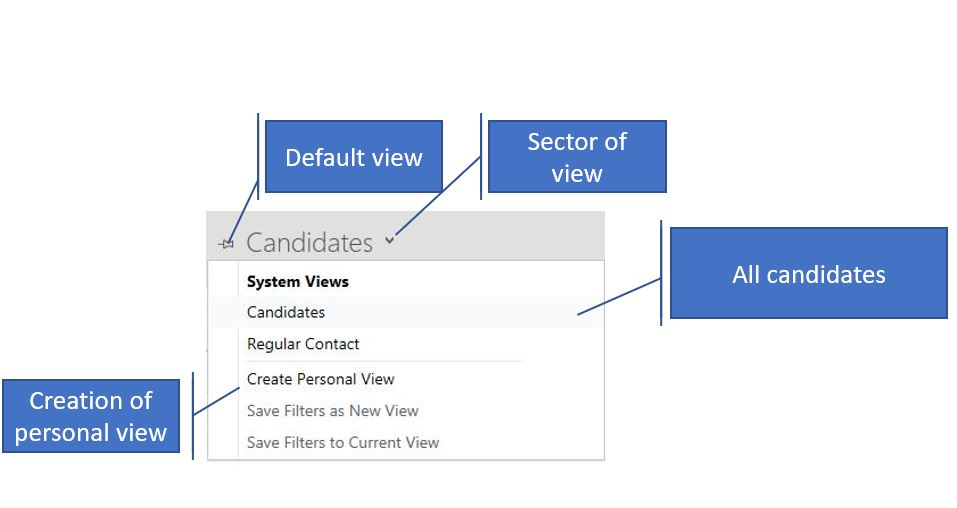 Default view
Sector of
view
Candidates
System Views
Candidates
All candidates
Regular Contact
Create Personal View
Creation of
personal view
Save Filters as New View
Save Filters to Current View